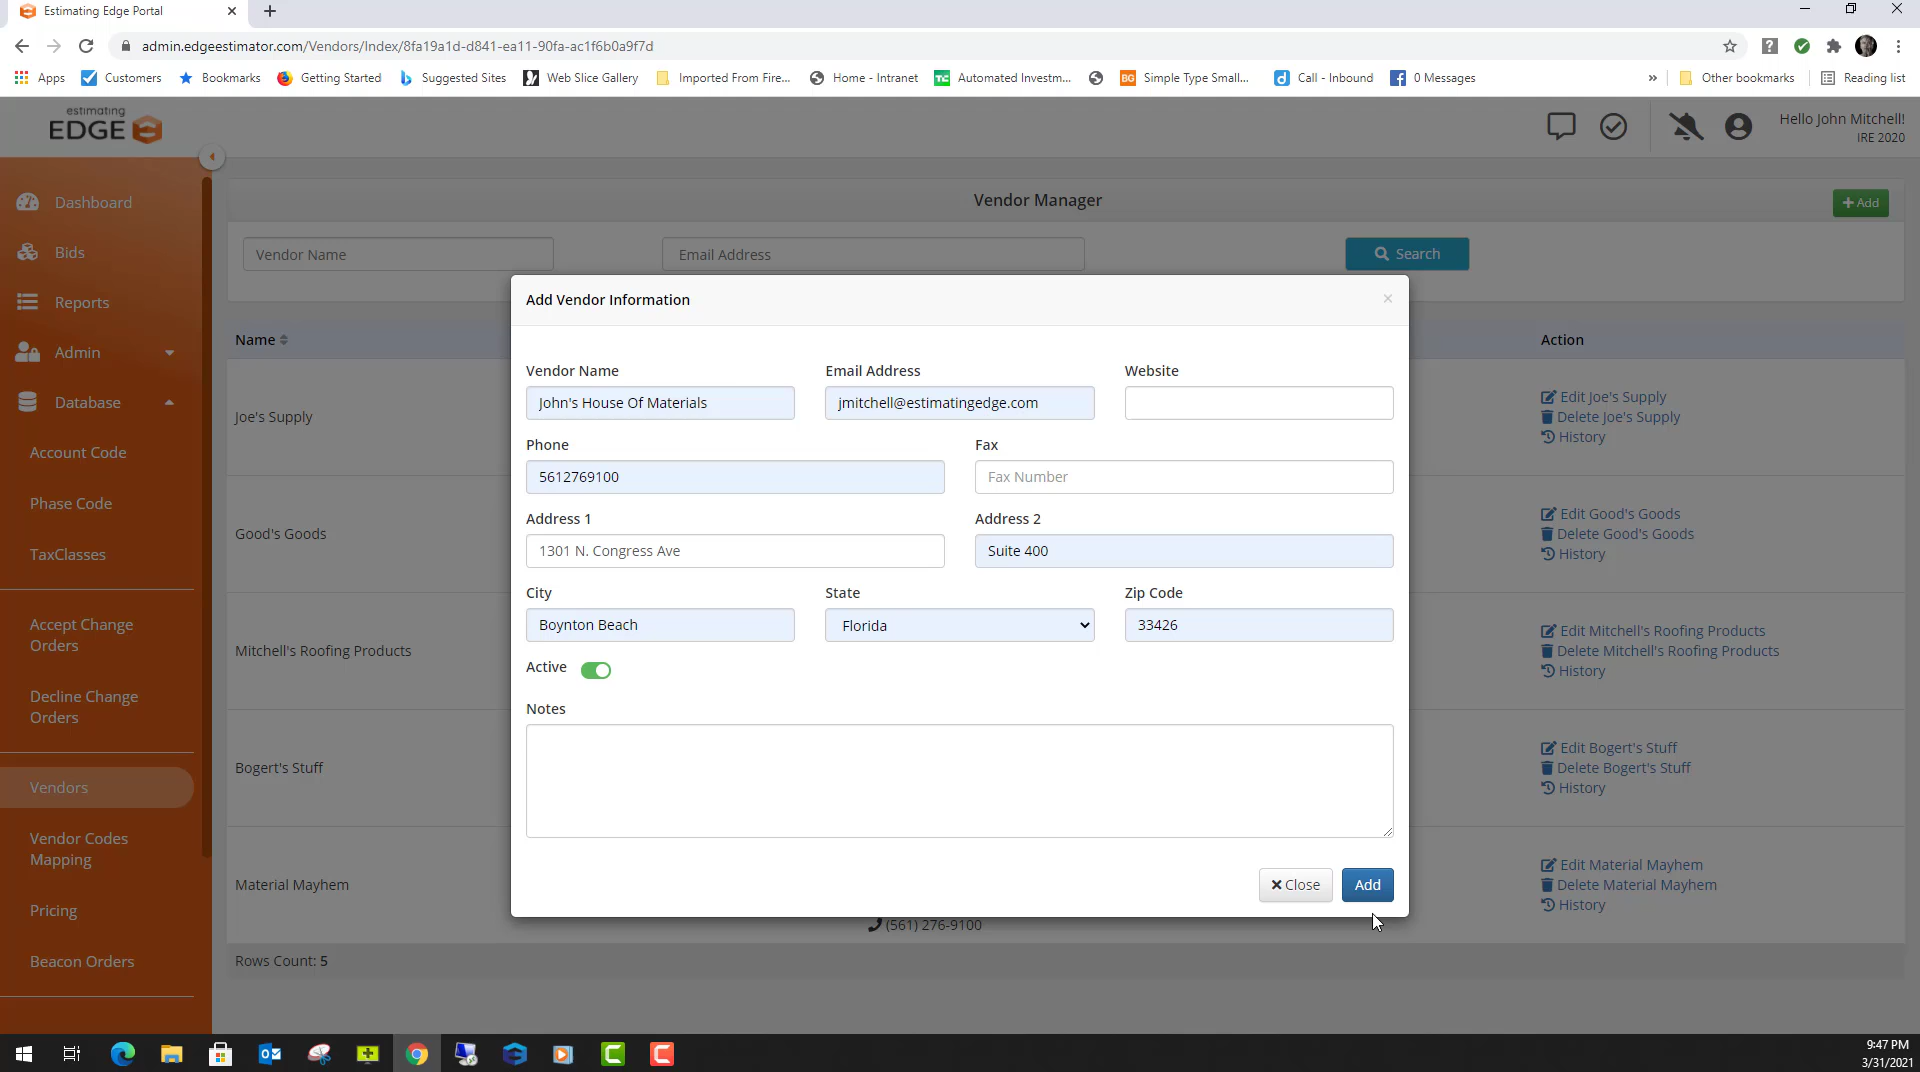 Estimating Edge Portal
admin.edgeestimator.com/Vendors/Index/8fa19a1d-d841-ea11-90fa-ac1f6b0a9f7d
Apps Customers Bookmarks Getting Started Suggested Sites Web Slice Gallery Imported From Fire... Home - Intranet Automated Investm... Simple Type Small... Call - Inbound 0 Messages » Other bookmarks Reading list
estimating
EDGE
Hello John Mitchell!
IRE 2020
Dashboard
Bids
Reports
Admin
Database
Account Code
Phase Code
TaxClasses
Accept Change
Orders
Decline Change
Orders
Vendors
Vendor Codes
Mapping
Pricing
Beacon Orders
Vendor Manager
+ Add
Vendor Name Email Address Search
Name Action
Joe's Supply
Edit Joe's Supply
Delete Joe's Supply
History
Good's Goods
Edit Good's Goods
Delete Good's Goods
History
Mitchell's Roofing Products
Edit Mitchell's Roofing Products
Delete Mitchell's Roofing Products
History
Bogert's Stuff
Edit Bogert's Stuff
Delete Bogert's Stuff
History
Material Mayhem
Edit Material Mayhem
Delete Material Mayhem
History
(561) 276-9100
Rows Count: 5
Add Vendor Information ×
Vendor Name Email Address Website
John's House Of Materials jmitchell@estimatingedge.com
Phone Fax
5612769100 Fax Number
Address 1 Address 2
1301 N. Congress Ave Suite 400
City State Zip Code
Boynton Beach Florida 33426
Active
Notes
Close Add
9:47 PM
3/31/2021